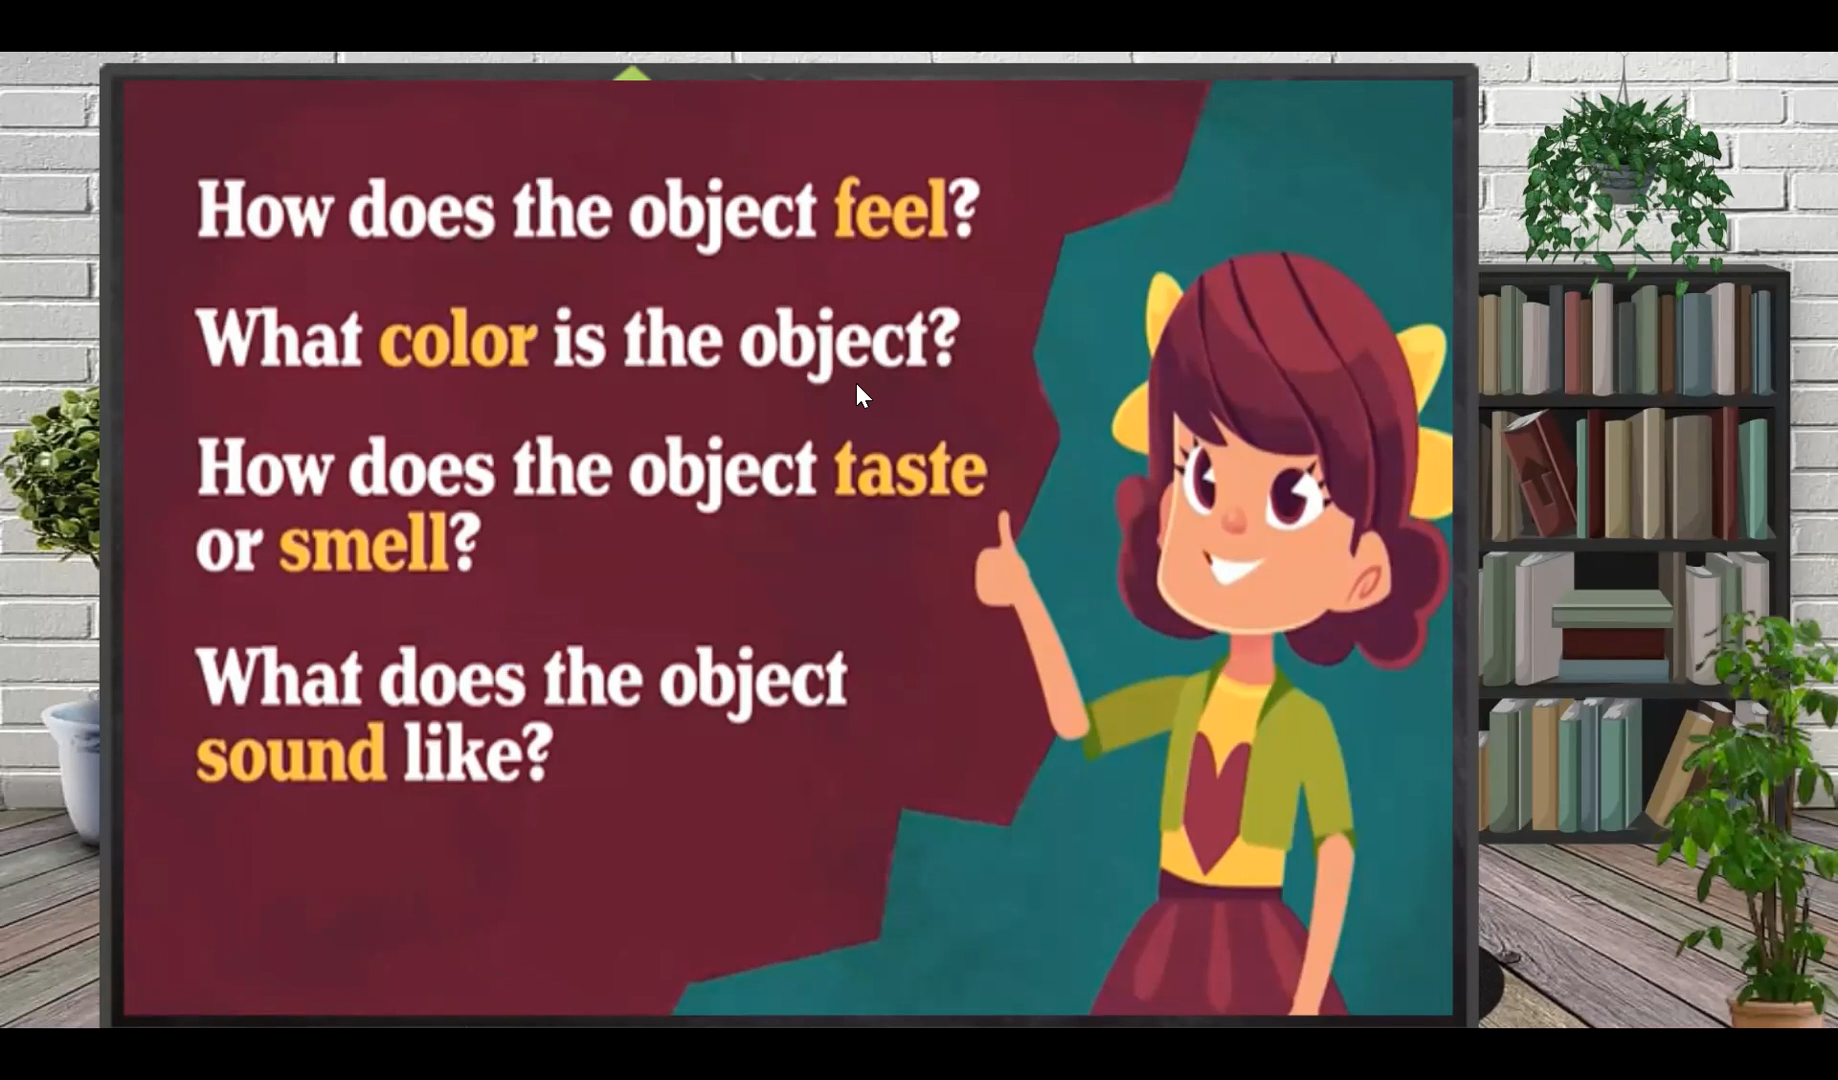 How does the object feel?
What color is the object?
How does the object taste
or smell?
What does the object
sound like?